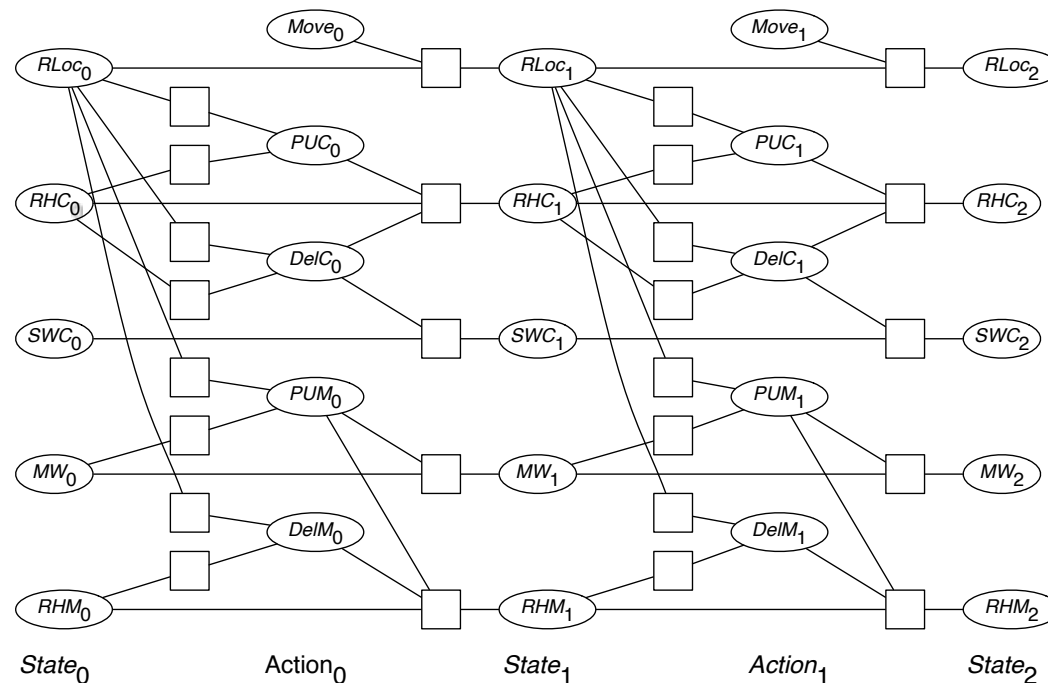 Move0 Move1
RLoc0 RLoc1 RLoc2
PUC0 PUC1
RHC0 RHC1 RHC2
DelC0 DelC1
SWC0 SWC1 SWC2
PUM0 PUM1
MW0 MW1 MW2
DelM0 DelM1
RHM0 RHM1 RHM2
State0 Action0 State1 Action1 State2